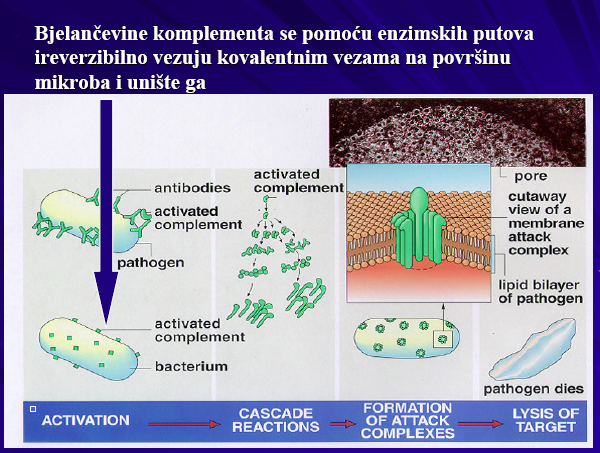 Bjelančevine komplementa se pomoću enzimskih putova
ireverzibilno vezuju kovalentnim vezama na površinu
mikroba i unište ga
antibodies
activated
complement
pathogen
activated
complement
bacterium
activated
complement
pore
cutaway
view of a
membrane
attack
complex
lipid bilayer
of pathogen
pathogen dies
ACTIVATION
CASCADE
REACTIONS
FORMATION
OF ATTACK
COMPLEXES
LYSIS OF
TARGET